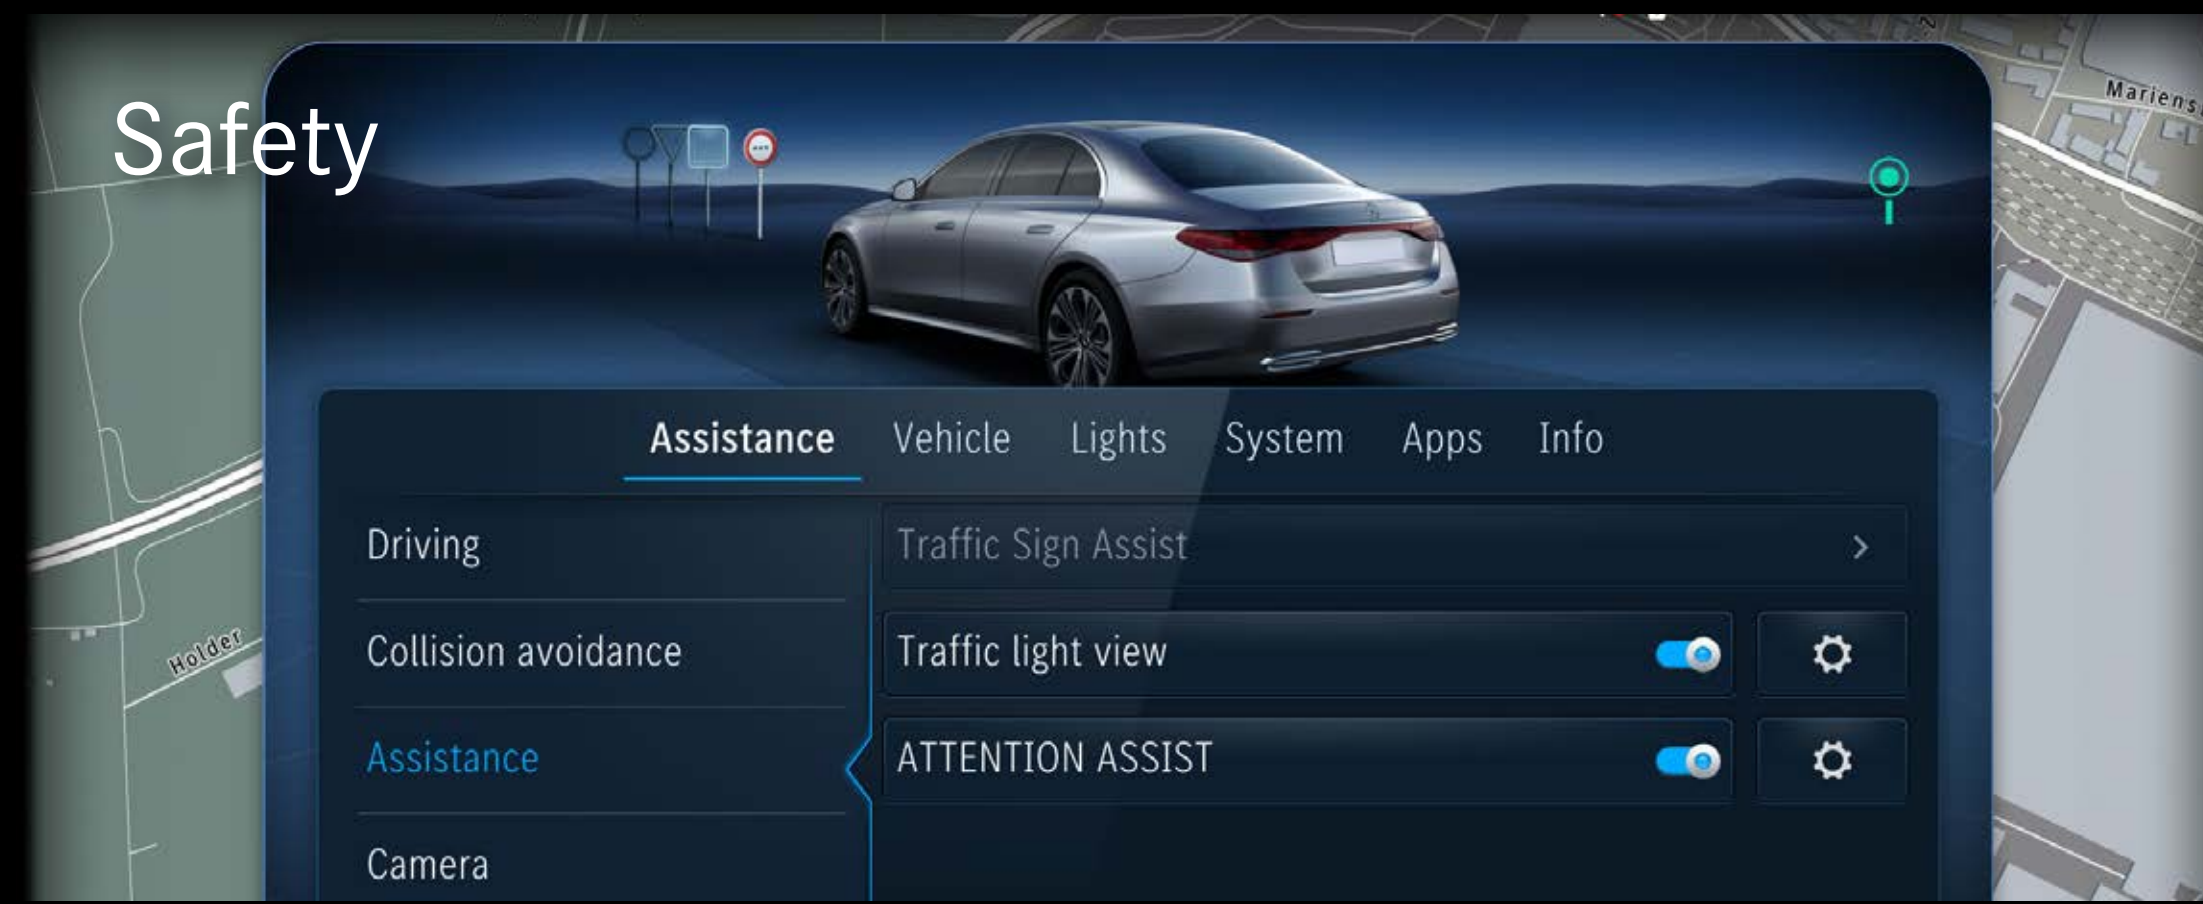 Safety
Mariens
Assistance Vehicle Lights System Apps Info
Driving
Traffic Sign Assist
Collision avoidance
Traffic light view
Holder
Assistance
ATTENTION ASSIST
Camera